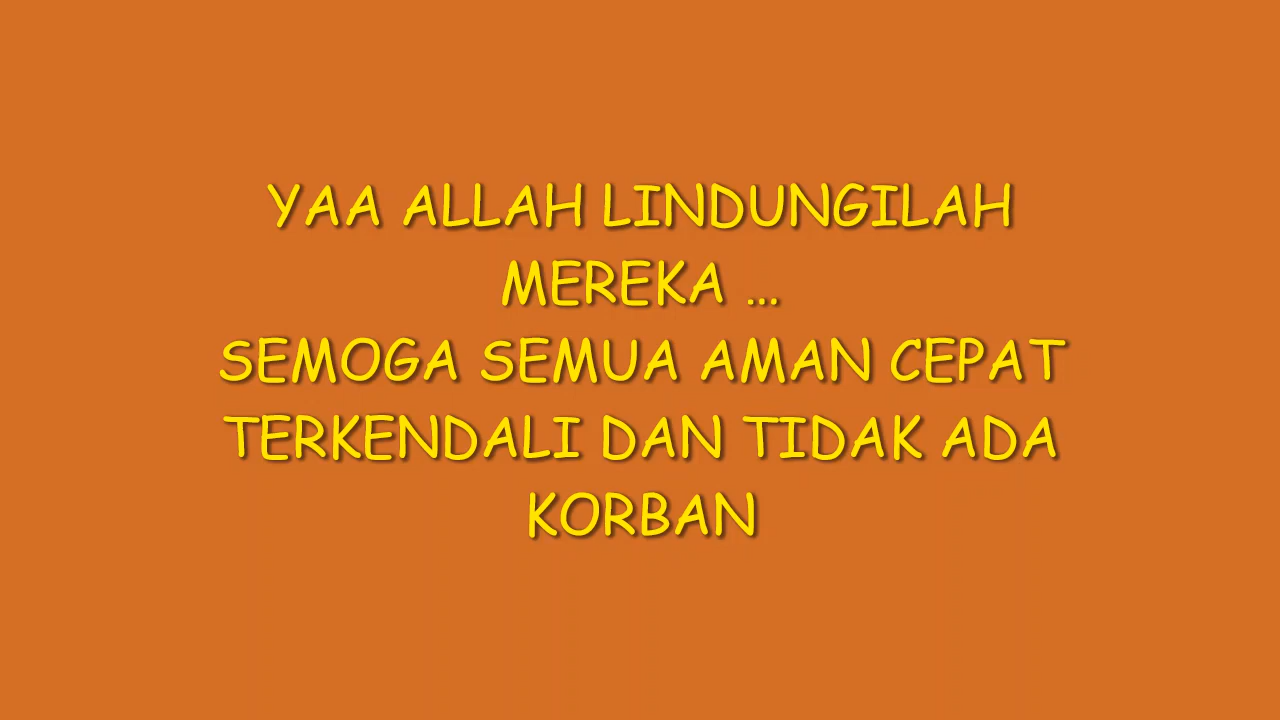 YAA ALLAH LINDUNGILAH
MEREKA ...
SEMOGA SEMUA AMAN CEPAT
TERKENDALI DAN TIDAK ADA
KORBAN